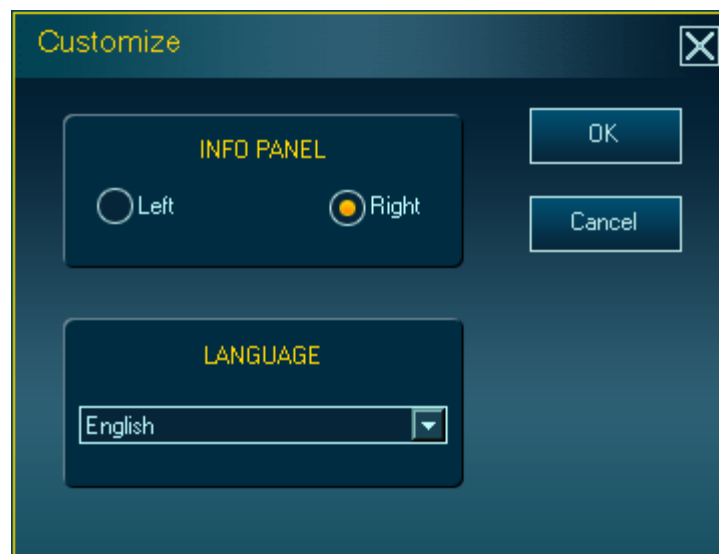 Customize
INFO PANEL
Left Right
OK
Cancel
LANGUAGE
English